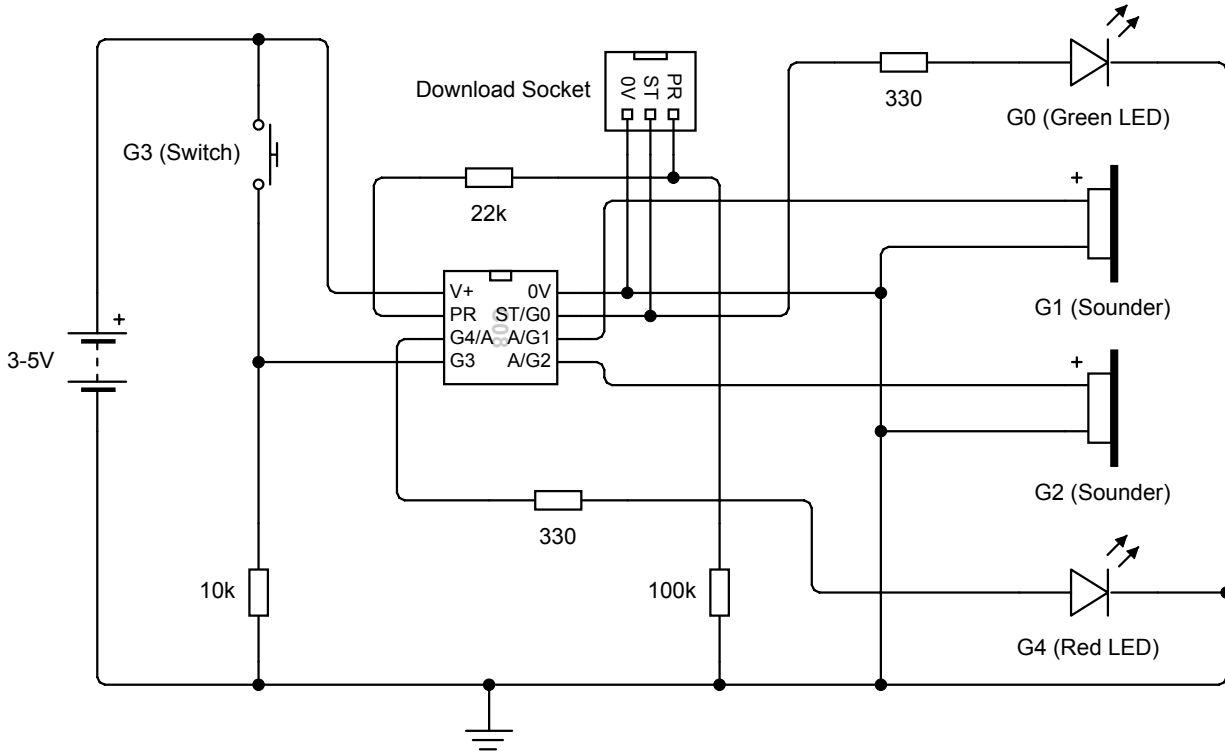 Download Socket
0V
ST
PR
330
G0 (Green LED)
G3 (Switch)
22k
+
G1 (Sounder)
V+ 0V
PR ST/G0
G4/A A/G1
G3 A/G2
+
3-5V
+
G2 (Sounder)
330
10k
100k
G4 (Red LED)